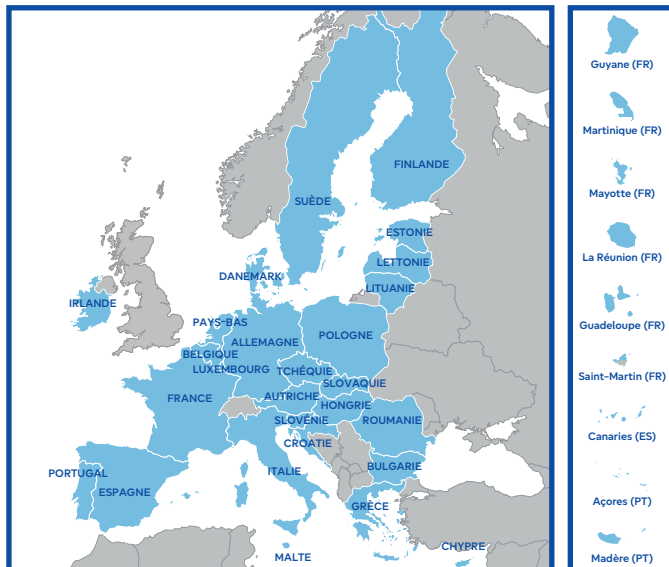 FINLANDE
SUÈDE
ESTONIE
LETTONIE
DANEMARK
LITUANIE
IRLANDE
PAYS-BAS
POLOGNE
ALLEMAGNE
BELGIQUE
LUXEMBOURG
TCHÉQUIE
SLOVAQUIE
AUTRICHE
FRANCE
HONGRIE
SLOVÉNIE
ROUMANIE
CROATIE
BULGARIE
ITALIE
PORTUGAL
ESPAGNE
GRÈCE
CHYPRE
MALTE
Guyane (FR)
Martinique (FR)
Mayotte (FR)
La Réunion (FR)
Guadeloupe (FR)
Saint-Martin (FR)
Canaries (ES)
Açores (PT)
Madère (PT)